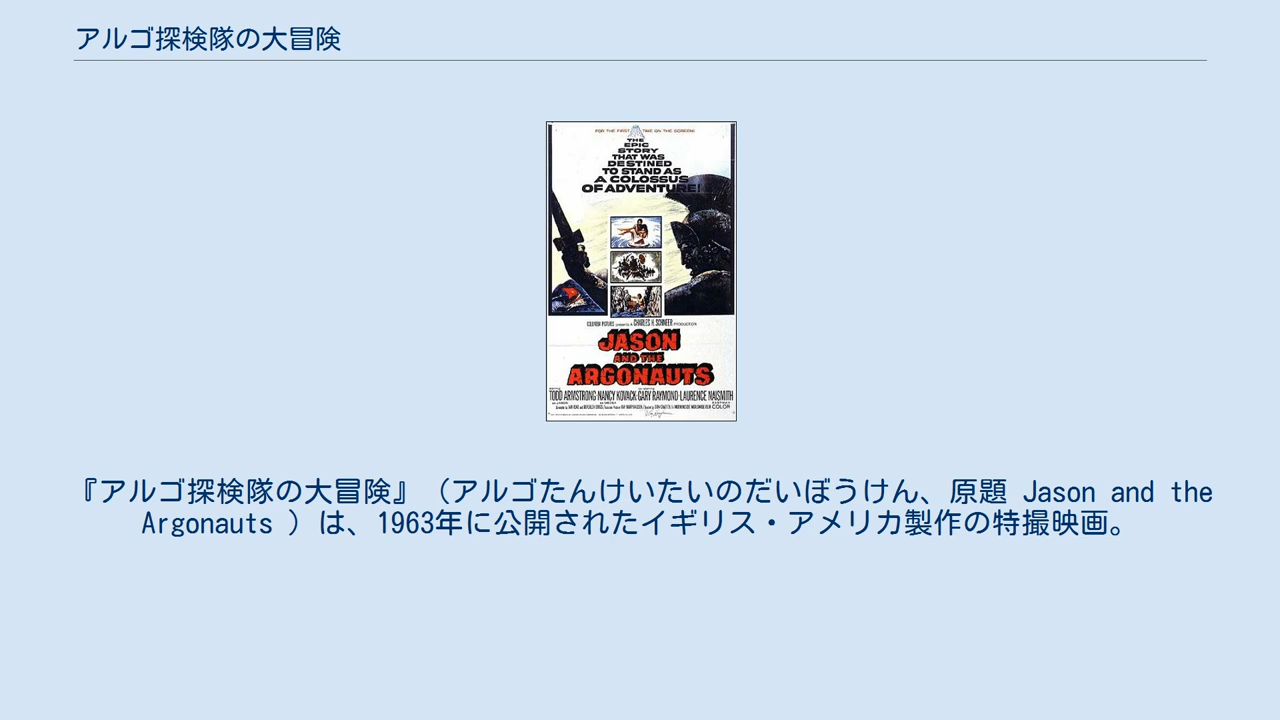 アルゴ探検隊の大冒険
FOR THE FIRST TIME ON THE SCREEN!
THE
EPIC
STORY
THAT WAS
DESTINED
TO STAND AS
A COLOSSUS
OF ADVENTURE!
COLUMBIA PICTURES A CHARLES H. SCHNEER PRODUCTION
JASON
AND THE
ARGONAUTS
TODD ARMSTRONG NANCY KOVACK GARY RAYMOND LAURENCE NAISMITH
COLOR
『アルゴ探検隊の大冒険』（アルゴたんけいたいのだいぼうけん、原題 Jason and the
Argonauts ）は、1963年に公開されたイギリス・アメリカ製作の特撮映画。